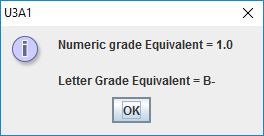 U3A1
Numeric grade Equivalent = 1.0
Letter Grade Equivalent = B-
OK